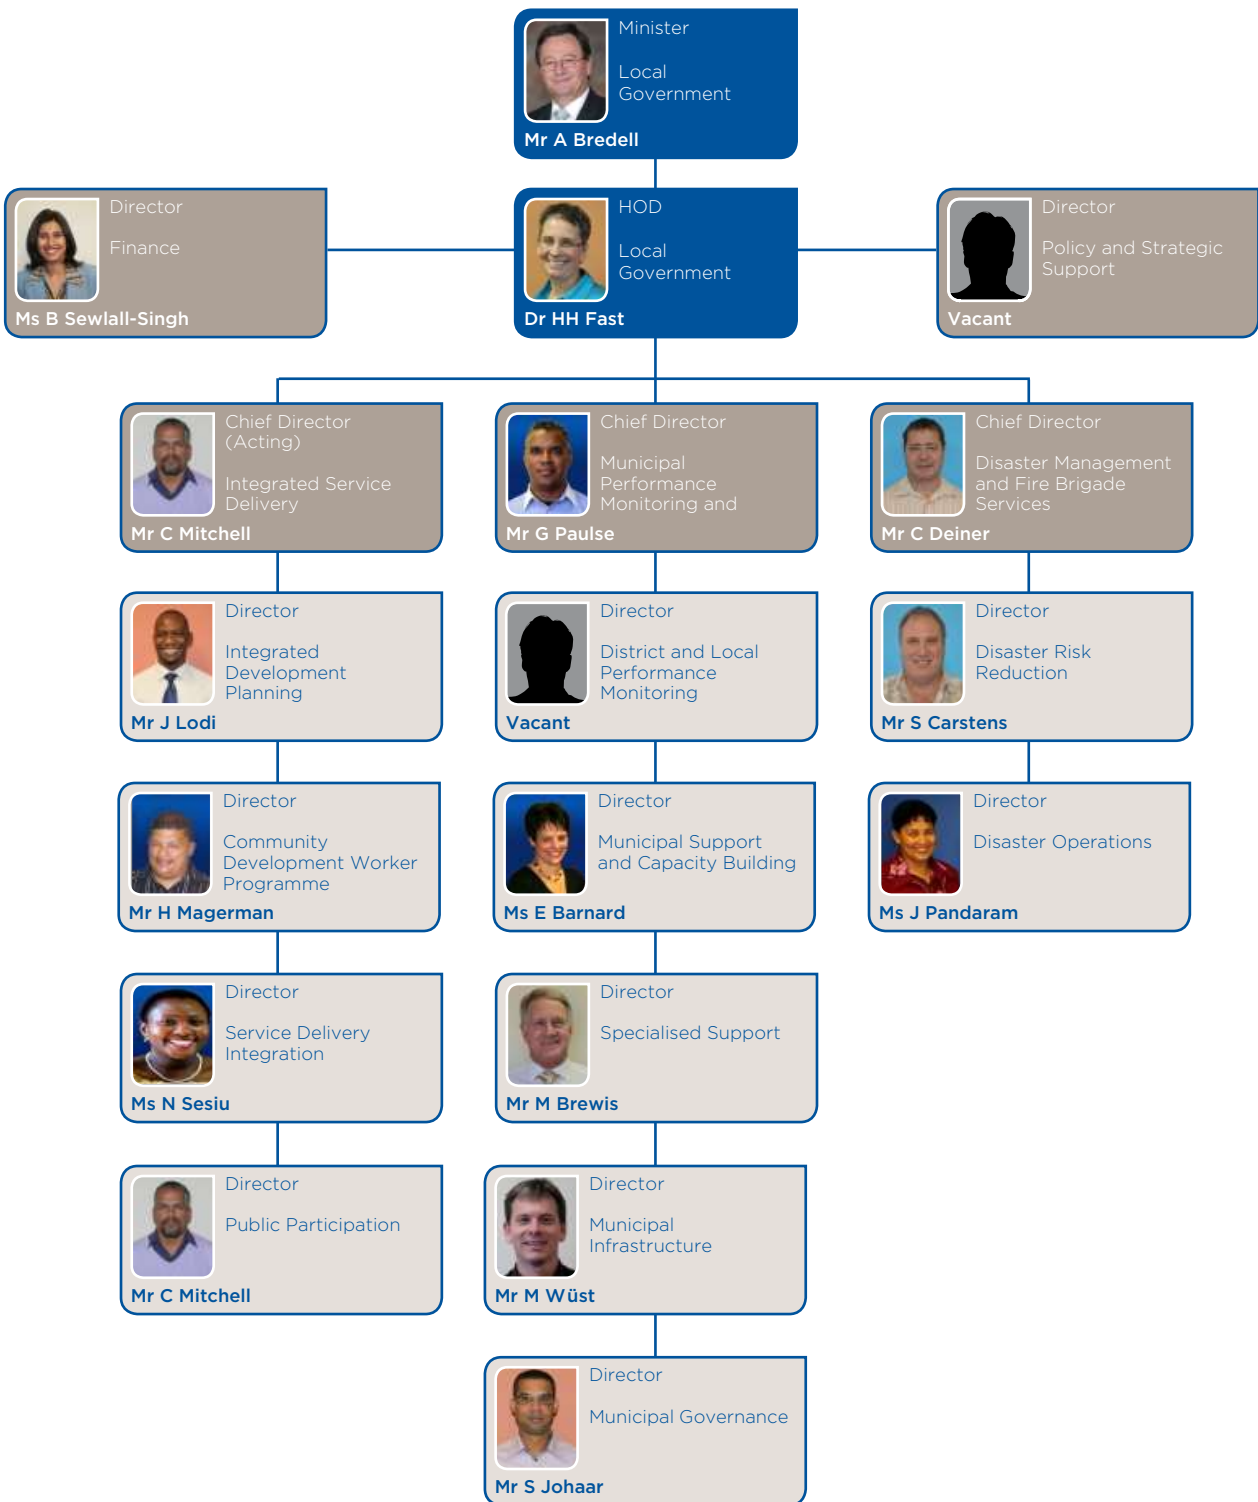 Minister
Local
Government
Mr A Bredell
Director
Finance
Ms B Sewlall-Singh
HOD
Local
Government
Dr HH Fast
Director
Policy and Strategic
Support
Vacant
Chief Director
(Acting)
Integrated Service
Delivery
Mr C Mitchell
Chief Director
Municipal
Performance
Monitoring and
Mr G Paulse
Chief Director
Disaster Management
and Fire Brigade
Services
Mr C Deiner
Director
Integrated
Development
Planning
Mr J Lodi
Director
District and Local
Performance
Monitoring
Vacant
Director
Disaster Risk
Reduction
Mr S Carstens
Director
Community
Development Worker
Programme
Mr H Magerman
Director
Municipal Support
and Capacity Building
Ms E Barnard
Director
Disaster Operations
Ms J Pandaram
Director
Service Delivery
Integration
Ms N Sesiu
Director
Specialised Support
Mr M Brewis
Director
Public Participation
Mr C Mitchell
Director
Municipal
Infrastructure
Mr M Wüst
Director
Municipal Governance
Mr S Johaar